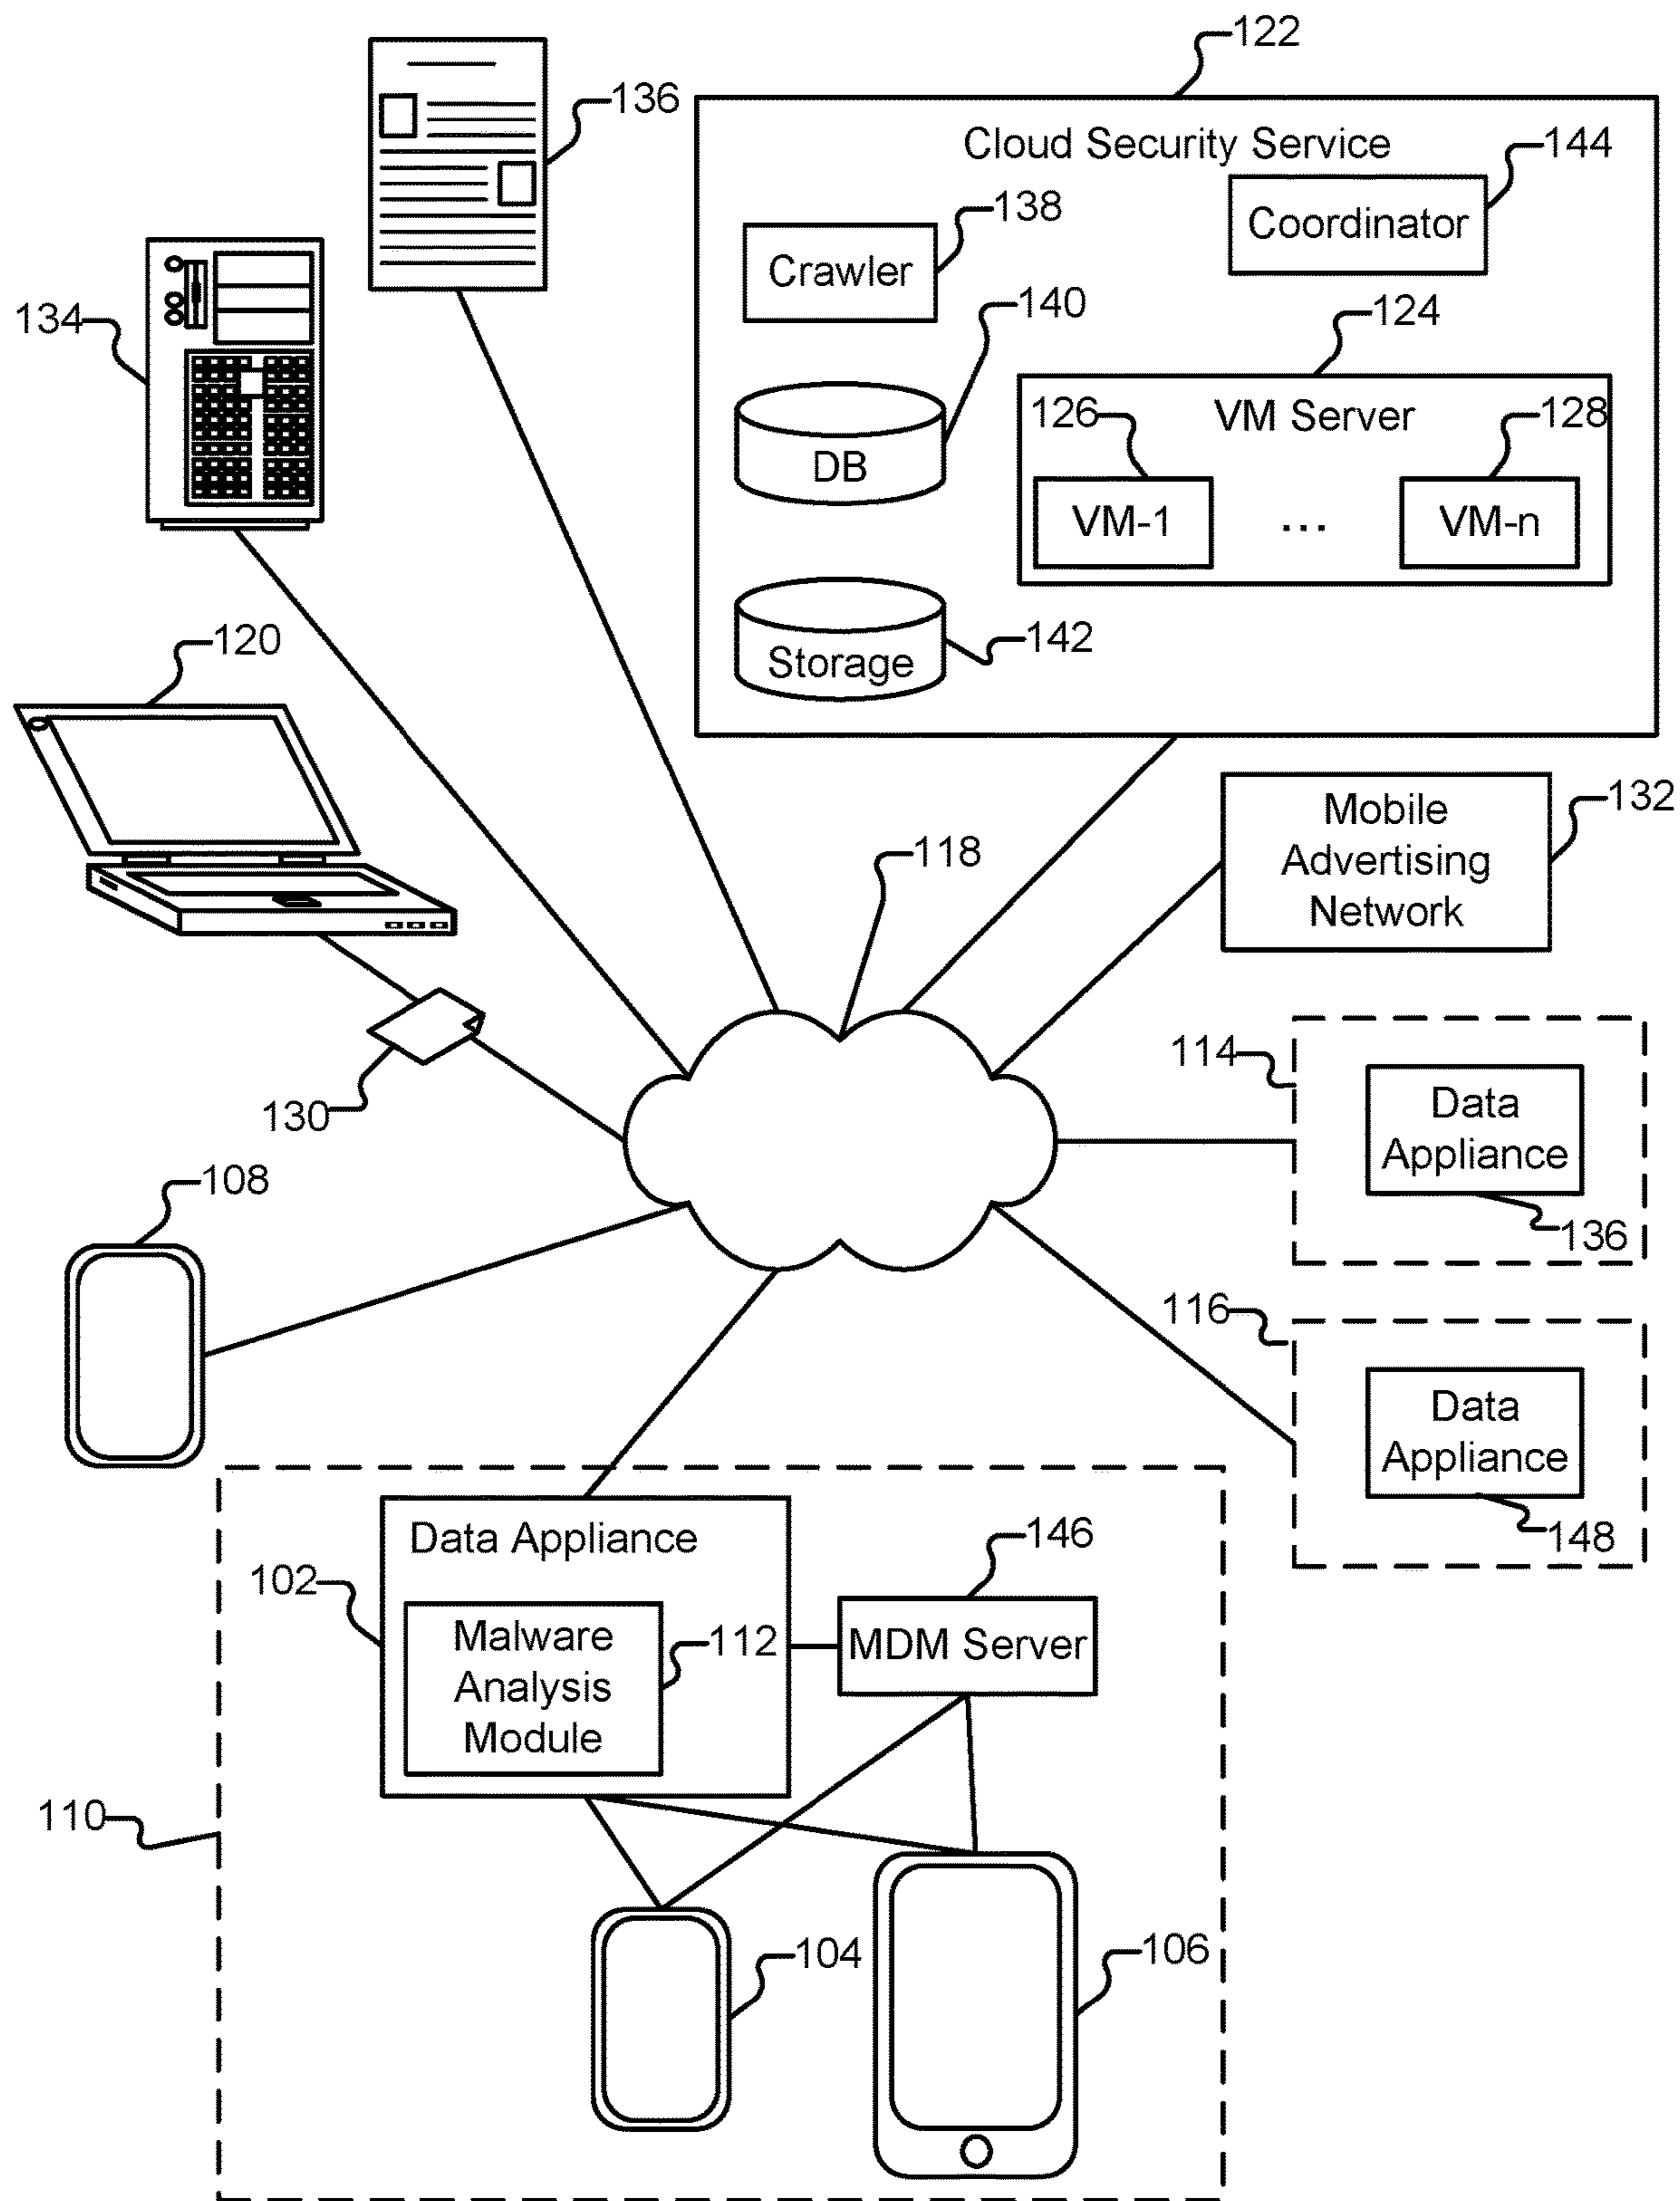 122
136
Cloud Security Service
144
138
Coordinator
Crawler
134
140
124
DB
126
VM Server
128
VM-1
...
VM-n
120
Storage
142
Mobile
Advertising
Network
132
118
130
114
Data
Appliance
136
108
116
Data
Appliance
148
Data Appliance
146
102
Malware
Analysis
Module
112
MDM Server
110
104
106